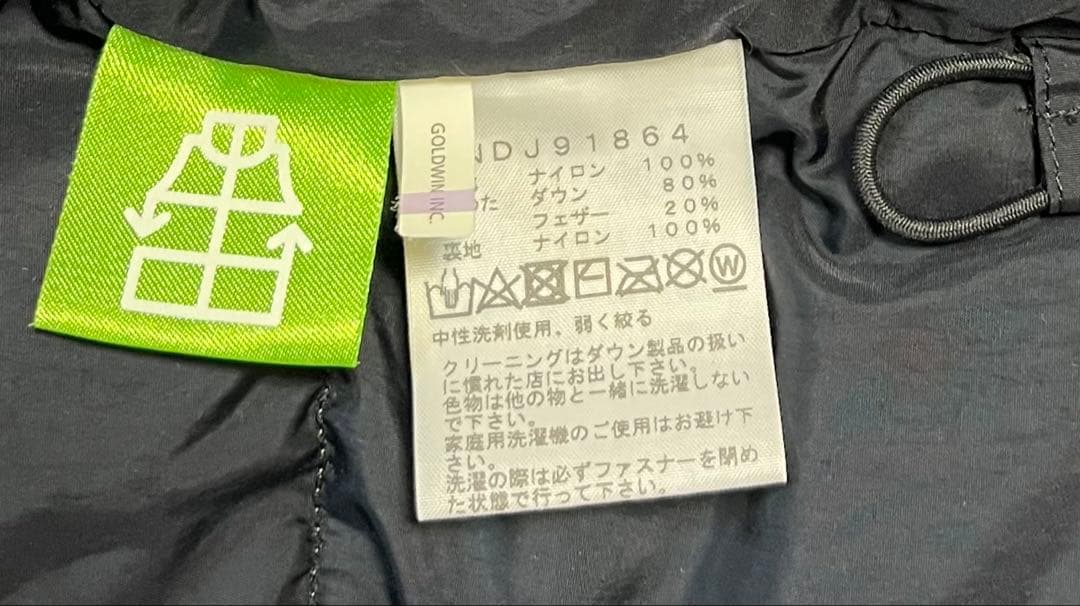 GOLDWIN INC.
NDJ91864
ナイロン 100%
た ダウン 80%
フェザー 20%
裏地 ナイロン 100%
W
中性洗剤使用、弱く絞る
クリーニングはダウン製品の扱い
に慣れた店にお出し下さい。
色物は他の物と一緒に洗濯しない
で下さい。
家庭用洗濯機のご使用はお避け下
さい。
洗濯の際は必ずファスナーを閉め
た状態で行って下さい。